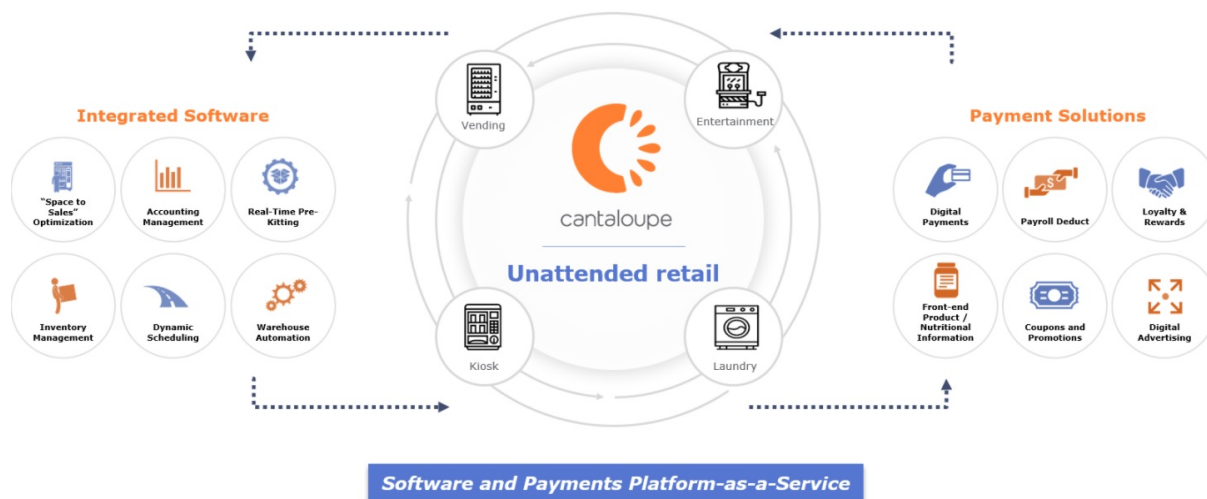 Vending
Entertainment
Integrated Software
Payment Solutions
"Space to
Sales"
Optimization
Accounting
Management
Real-Time Pre-
Kitting
cantaloupe
Unattended retail
Digital
Payments
Payroll Deduct
Loyalty &
Rewards
Inventory
Management
Dynamic
Scheduling
Warehouse
Automation
Kiosk
Laundry
Front-end
Product /
Nutritional
Information
Coupons and
Promotions
Digital
Advertising
Software and Payments Platform-as-a-Service